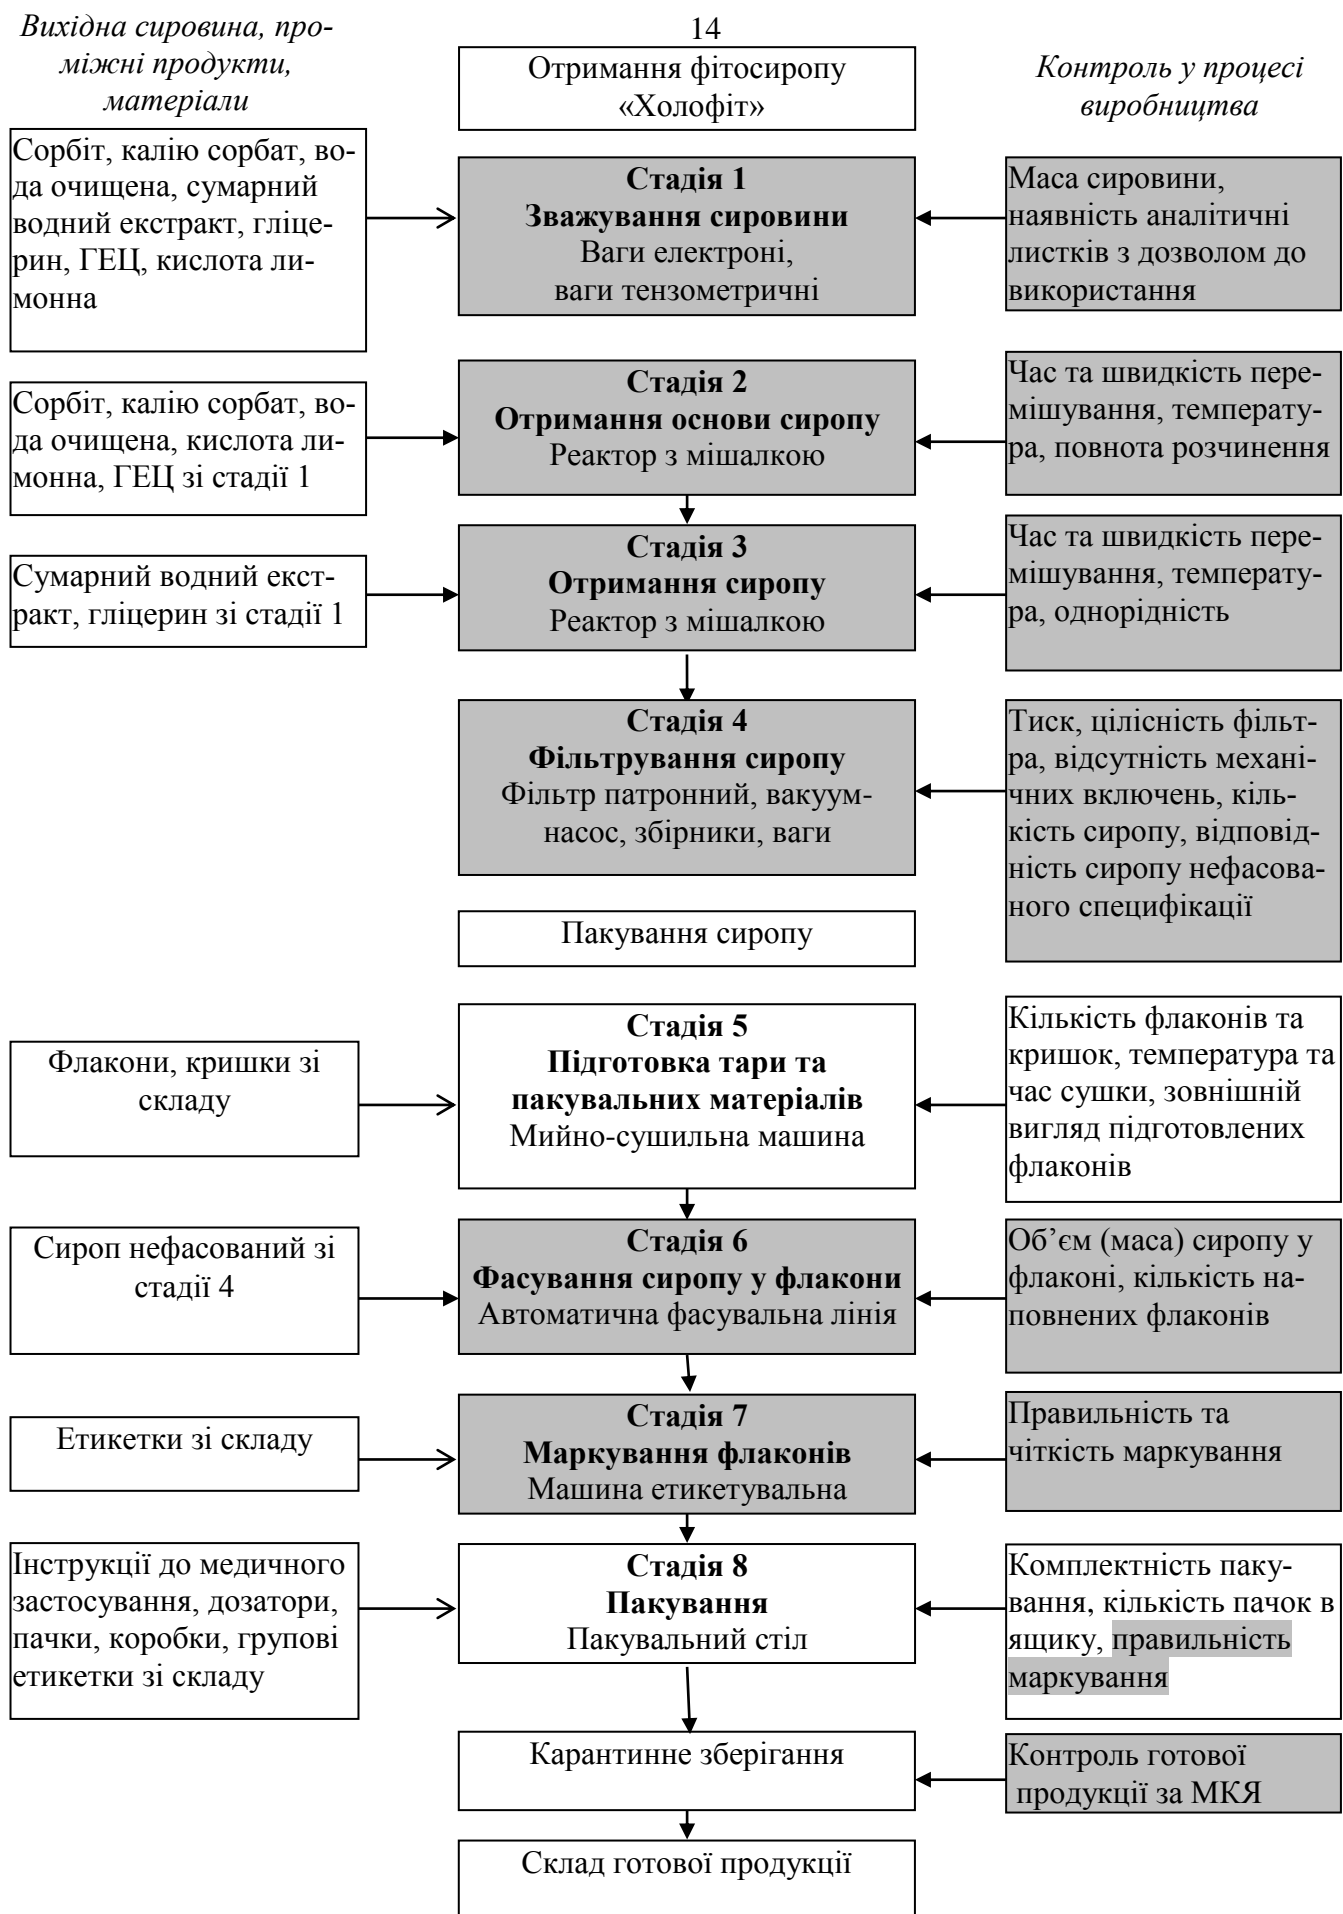 14
Вихідна сировина, про-
міжні продукти,
матеріали
Отримання фітосиропу
«Холофіт»
Контроль у процесі
виробництва
Сорбіт, калію сорбат, во-
да очищена, сумарний
водний екстракт, гліце-
рин, ГЕЦ, кислота ли-
монна
Стадія 1
Зважування сировини
Ваги електроні,
ваги тензометричні
Маса сировини,
наявність аналітичні
листків з дозволом до
використання
Сорбіт, калію сорбат, во-
да очищена, кислота ли-
монна, ГЕЦ зі стадії 1
Стадія 2
Отримання основи сиропу
Реактор з мішалкою
Час та швидкість пере-
мішування, температу-
ра, повнота розчинення
Сумарний водний екст-
ракт, гліцерин зі стадії 1
Стадія 3
Отримання сиропу
Реактор з мішалкою
Час та швидкість пере-
мішування, температу-
ра, однорідність
Стадія 4
Фільтрування сиропу
Фільтр патронний, вакуум-
насос, збірники, ваги
Тиск, цілісність фільт-
ра, відсутність механі-
чних включень, кіль-
кість сиропу, відповід-
ність сиропу нефасова-
ного специфікації
Пакування сиропу
Флакони, кришки зі
складу
Стадія 5
Підготовка тари та
пакувальних матеріалів
Мийно-сушильна машина
Кількість флаконів та
кришок, температура та
час сушки, зовнішній
вигляд підготовлених
флаконів
Сироп нефасований зі
стадії 4
Стадія 6
Фасування сиропу у флакони
Автоматична фасувальна лінія
Об’єм (маса) сиропу у
флаконі, кількість на-
повнених флаконів
Етикетки зі складу
Стадія 7
Маркування флаконів
Машина етикетувальна
Правильність та
чіткість маркування
Інструкції до медичного
застосування, дозатори,
пачки, коробки, групові
етикетки зі складу
Стадія 8
Пакування
Пакувальний стіл
Комплектність паку-
вання, кількість пачок в
ящику, правильність
маркування
Карантинне зберігання
Контроль готової
продукції за МКЯ
Склад готової продукції